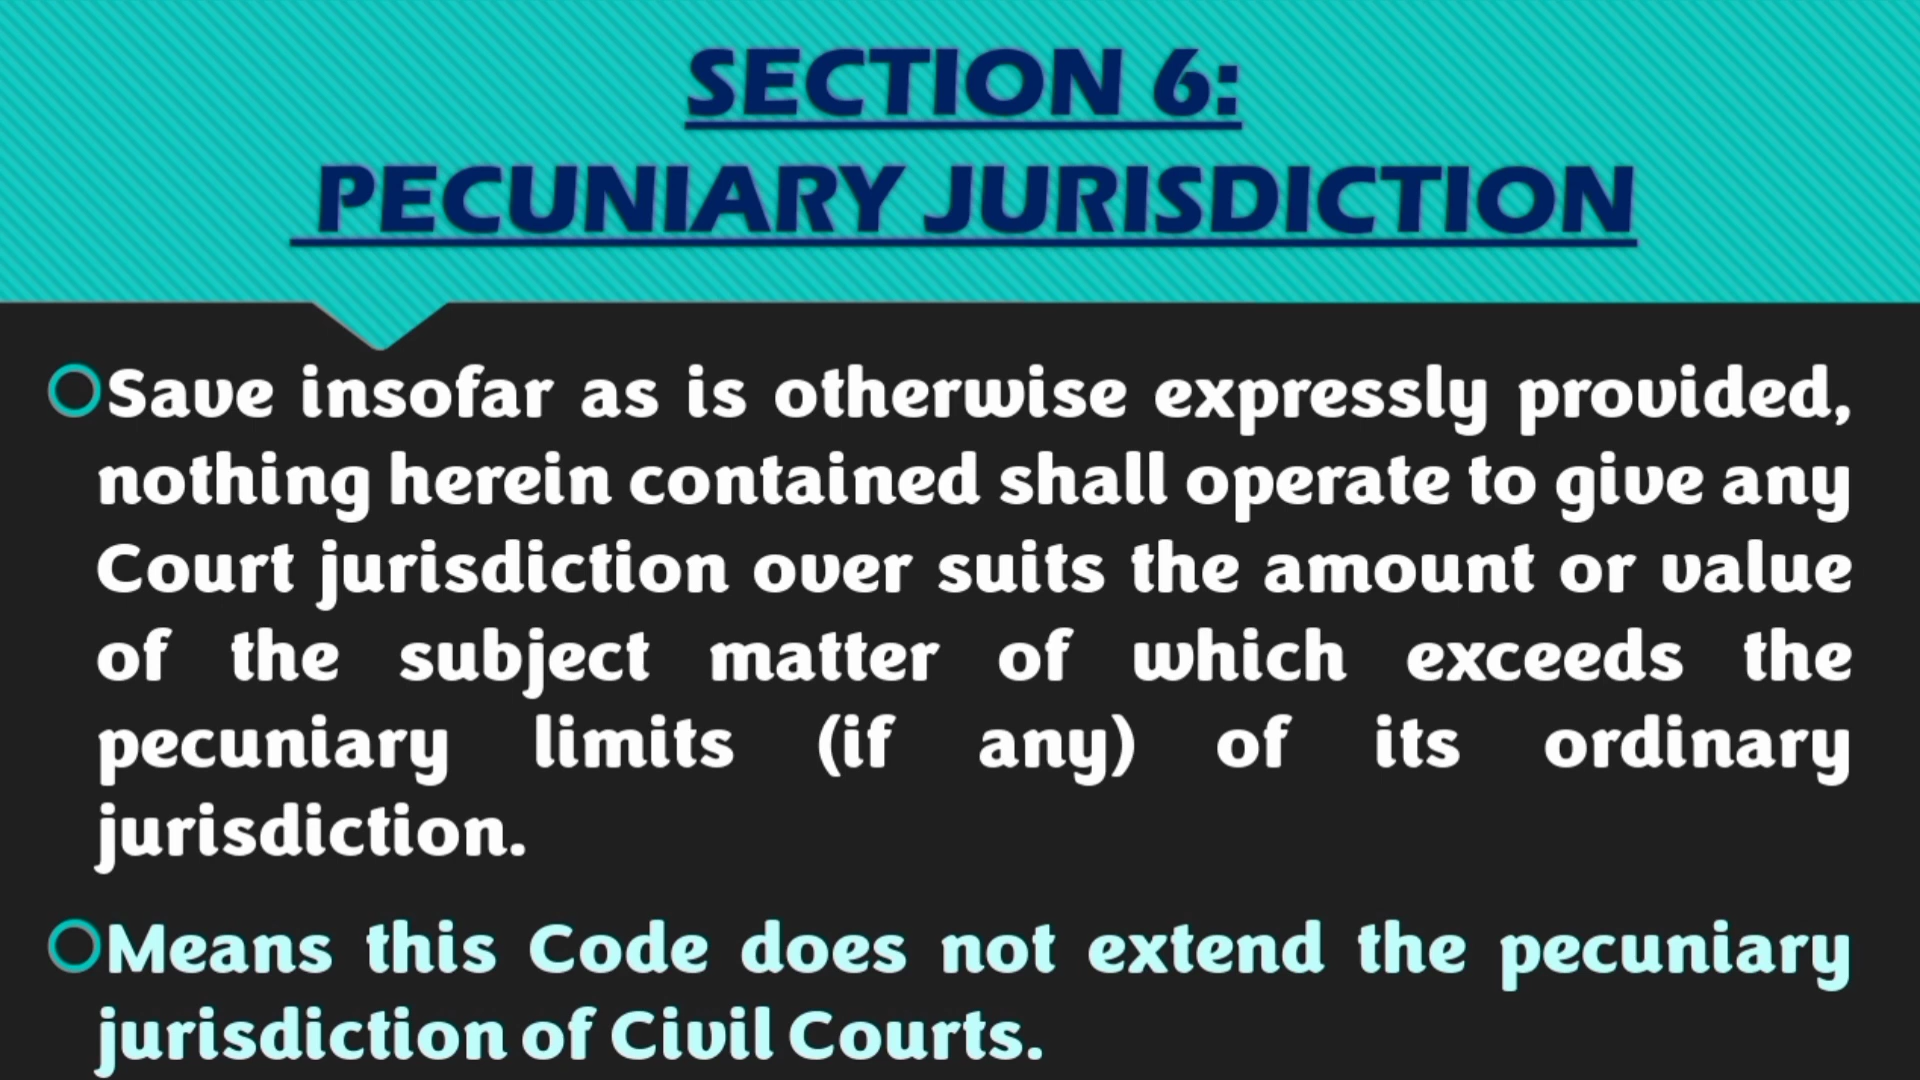 SECTION 6:
PECUNIARY JURISDICTION
Save insofar as is otherwise expressly provided,
nothing herein contained shall operate to give any
Court jurisdiction over suits the amount or value
of the subject matter of which exceeds the
pecuniary limits (if any) of its ordinary
jurisdiction.
Means this Code does not extend the pecuniary
jurisdiction of Civil Courts.